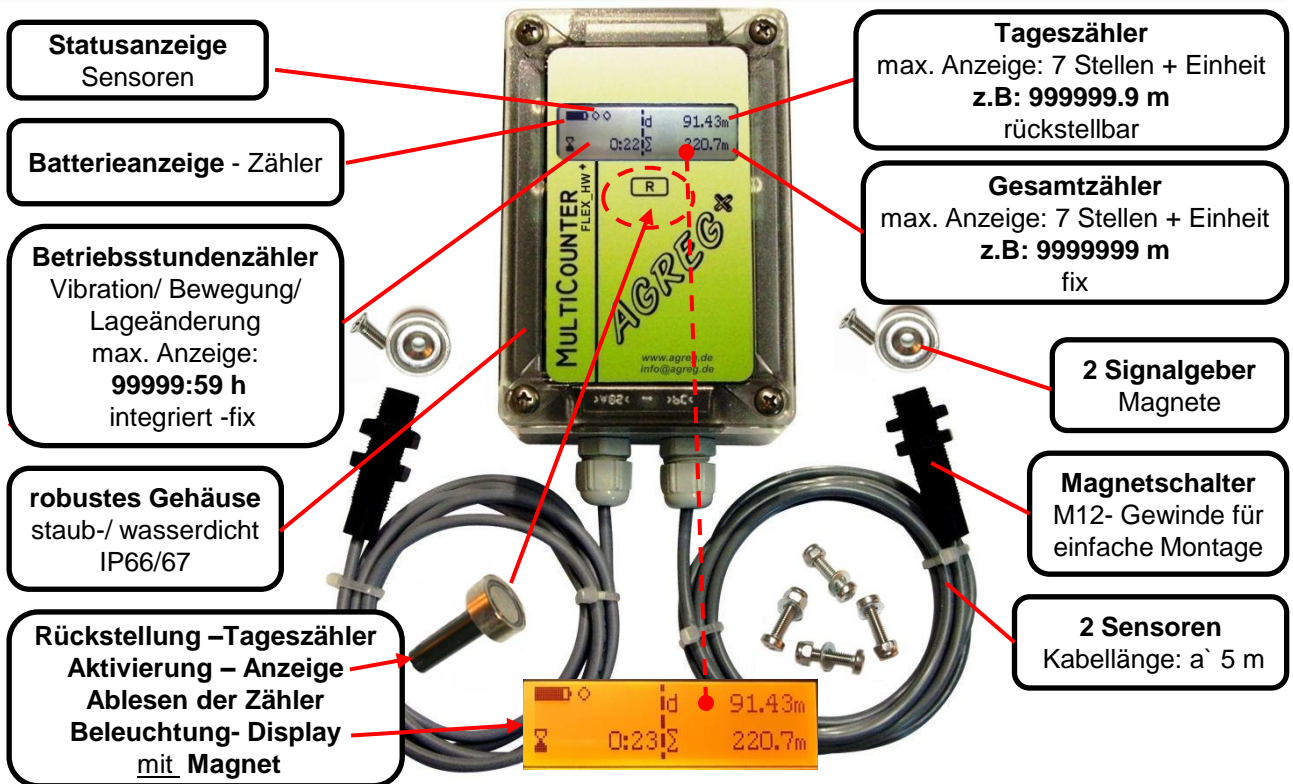 Statusanzeige
Sensoren
Batterieanzeige - Zähler
Betriebsstundenzähler
Vibration/ Bewegung/
Lageänderung
max. Anzeige:
99999:59 h
integriert -fix
robustes Gehäuse
staub-/ wasserdicht
IP66/67
Rückstellung –Tageszähler
Aktivierung – Anzeige
Ablesen der Zähler
Beleuchtung- Display
mit Magnet
d 91.43m
0:22 Σ 220.7m
R
MULTICOUNTER
FLEX_HW+
AGREG
www.agreg.de
info@agreg.de
>ABS< >PC<
d 91.43m
0:23 Σ 220.7m
Tageszähler
max. Anzeige: 7 Stellen + Einheit
z.B: 999999.9 m
rückstellbar
Gesamtzähler
max. Anzeige: 7 Stellen + Einheit
z.B: 9999999 m
fix
2 Signalgeber
Magnete
Magnetschalter
M12- Gewinde für
einfache Montage
2 Sensoren
Kabellänge: a` 5 m